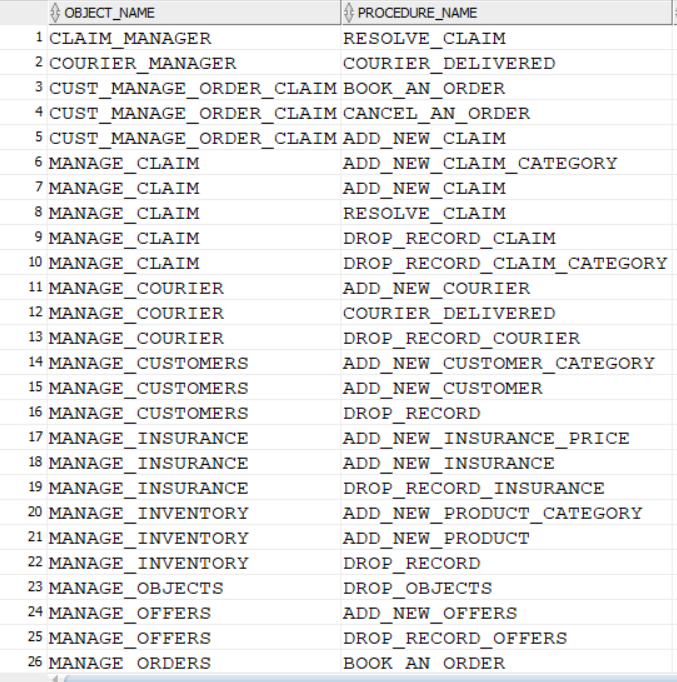 OBJECT_NAME PROCEDURE_NAME
1 CLAIM_MANAGER RESOLVE_CLAIM
2 COURIER_MANAGER COURIER_DELIVERED
3 CUST_MANAGE_ORDER_CLAIM BOOK_AN_ORDER
4 CUST_MANAGE_ORDER_CLAIM CANCEL_AN_ORDER
5 CUST_MANAGE_ORDER_CLAIM ADD_NEW_CLAIM
6 MANAGE_CLAIM ADD_NEW_CLAIM_CATEGORY
7 MANAGE_CLAIM ADD_NEW_CLAIM
8 MANAGE_CLAIM RESOLVE_CLAIM
9 MANAGE_CLAIM DROP_RECORD_CLAIM
10 MANAGE_CLAIM DROP_RECORD_CLAIM_CATEGORY
11 MANAGE_COURIER ADD_NEW_COURIER
12 MANAGE_COURIER COURIER_DELIVERED
13 MANAGE_COURIER DROP_RECORD_COURIER
14 MANAGE_CUSTOMERS ADD_NEW_CUSTOMER_CATEGORY
15 MANAGE_CUSTOMERS ADD_NEW_CUSTOMER
16 MANAGE_CUSTOMERS DROP_RECORD
17 MANAGE_INSURANCE ADD_NEW_INSURANCE_PRICE
18 MANAGE_INSURANCE ADD_NEW_INSURANCE
19 MANAGE_INSURANCE DROP_RECORD_INSURANCE
20 MANAGE_INVENTORY ADD_NEW_PRODUCT_CATEGORY
21 MANAGE_INVENTORY ADD_NEW_PRODUCT
22 MANAGE_INVENTORY DROP_RECORD
23 MANAGE_OBJECTS DROP_OBJECTS
24 MANAGE_OFFERS ADD_NEW_OFFERS
25 MANAGE_OFFERS DROP_RECORD_OFFERS
26 MANAGE_ORDERS BOOK_AN_ORDER